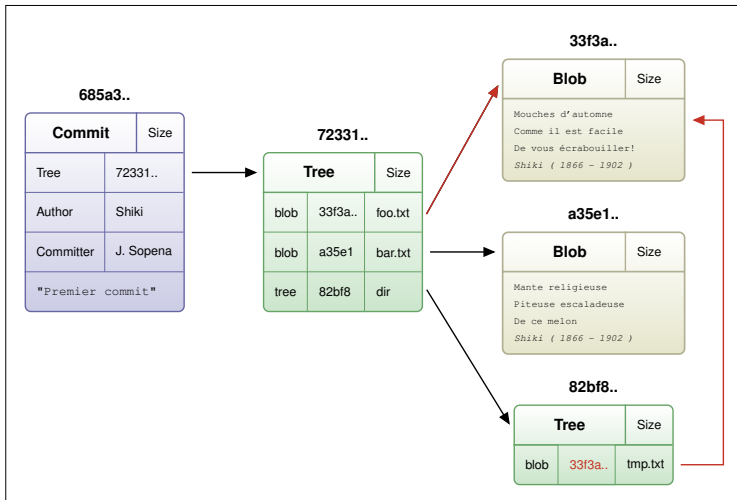 685a3..
Commit Size
Tree 72331..
Author Shiki
Committer J. Sopena
"Premier commit"
72331..
Tree Size
blob 33f3a.. foo.txt
blob a35e1 bar.txt
tree 82bf8 dir
33f3a..
Blob Size
Mouches d'automne
Comme il est facile
De vous écrabouiller!
Shiki ( 1866 – 1902 )
a35e1..
Blob Size
Mante religieuse
Piteuse escaladeuse
De ce melon
Shiki ( 1866 – 1902 )
82bf8..
Tree Size
blob 33f3a.. tmp.txt